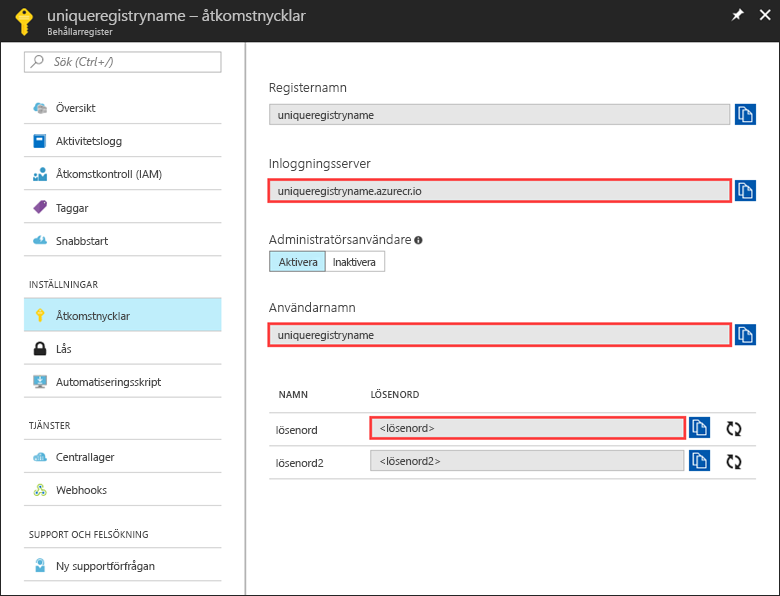 uniqueregistryname – åtkomstnycklar
Behållarregister
Sök (Ctrl+/)
Översikt
Aktivitetslogg
Åtkomstkontroll (IAM)
Taggar
Snabbstart
INSTÄLLNINGAR
Åtkomstnycklar
Lås
Automatiseringsskript
TJÄNSTER
Centrallager
Webhooks
SUPPORT OCH FELSÖKNING
Ny supportförfrågan
Registernamn
uniqueregistryname
Inloggningsserver
uniqueregistryname.azurecr.io
Administratörsanvändare
Aktivera Inaktivera
Användarnamn
uniqueregistryname
NAMN LÖSENORD
lösenord <lösenord>
lösenord2 <lösenord2>